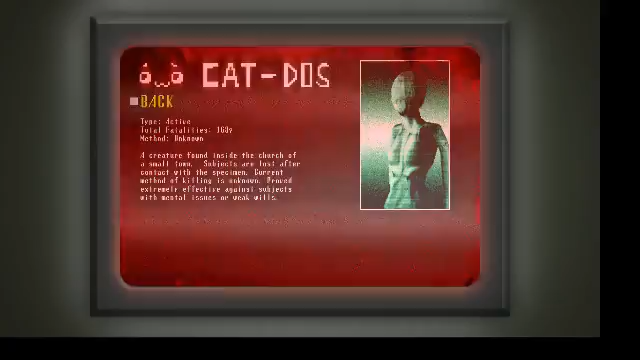 CAT-DOS
BACK
Type: Active
Total Fatalities:
Method: Unknown
A creature found inside the church of
a small town. Subjects are lost after
contact with the specimen. Current
method of killing is unknown. Proved
extremely effective against subjects
with mental issues or weak wills.